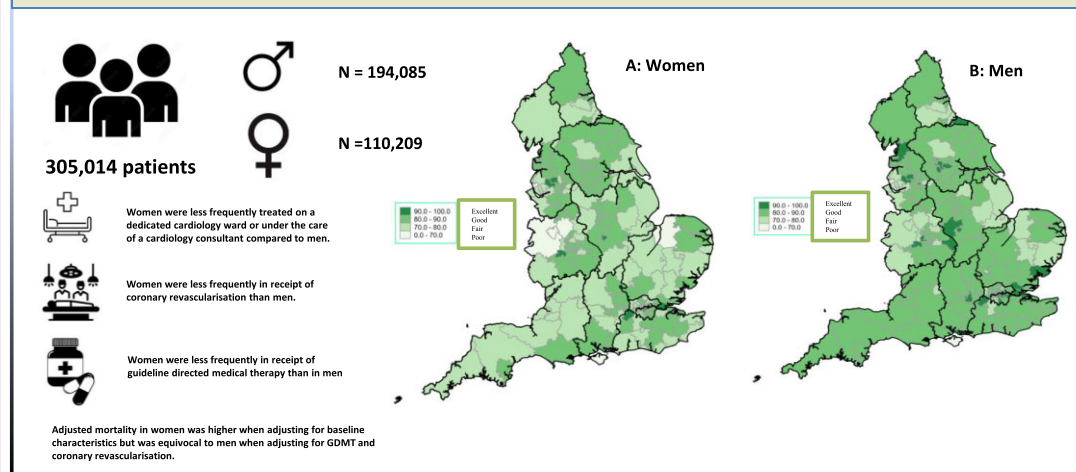 N = 194,085
N =110,209
305,014 patients
Women were less frequently treated on a
dedicated cardiology ward or under the care
of a cardiology consultant compared to men.
Women were less frequently in receipt of
coronary revascularisation than men.
Women were less frequently in receipt of
guideline directed medical therapy than in men
Adjusted mortality in women was higher when adjusting for baseline
characteristics but was equivocal to men when adjusting for GDMT and
coronary revascularisation.
A: Women
90.0 - 100.0 Excellent
80.0 - 90.0 Good
70.0 - 80.0 Fair
0.0 - 70.0 Poor
B: Men
90.0 - 100.0 Excellent
80.0 - 90.0 Good
70.0 - 80.0 Fair
0.0 - 70.0 Poor